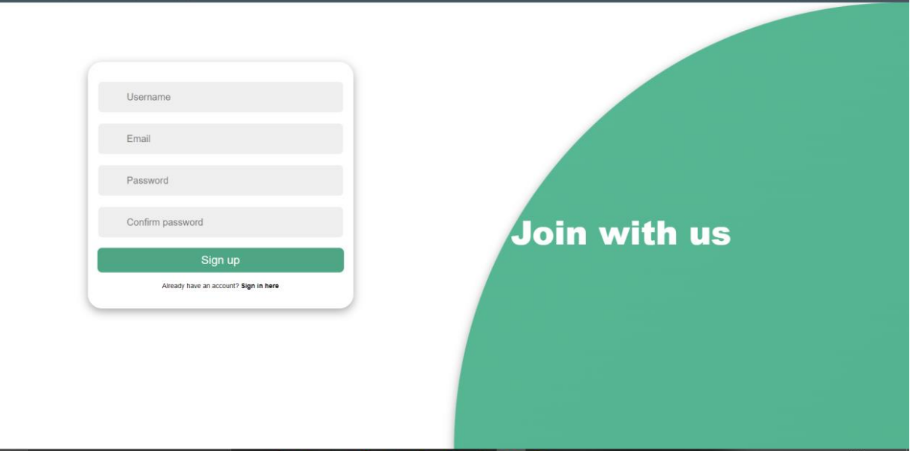 Username
Email
Password
Confirm password
Sign up
Already have an account? Sign in here
Join with us